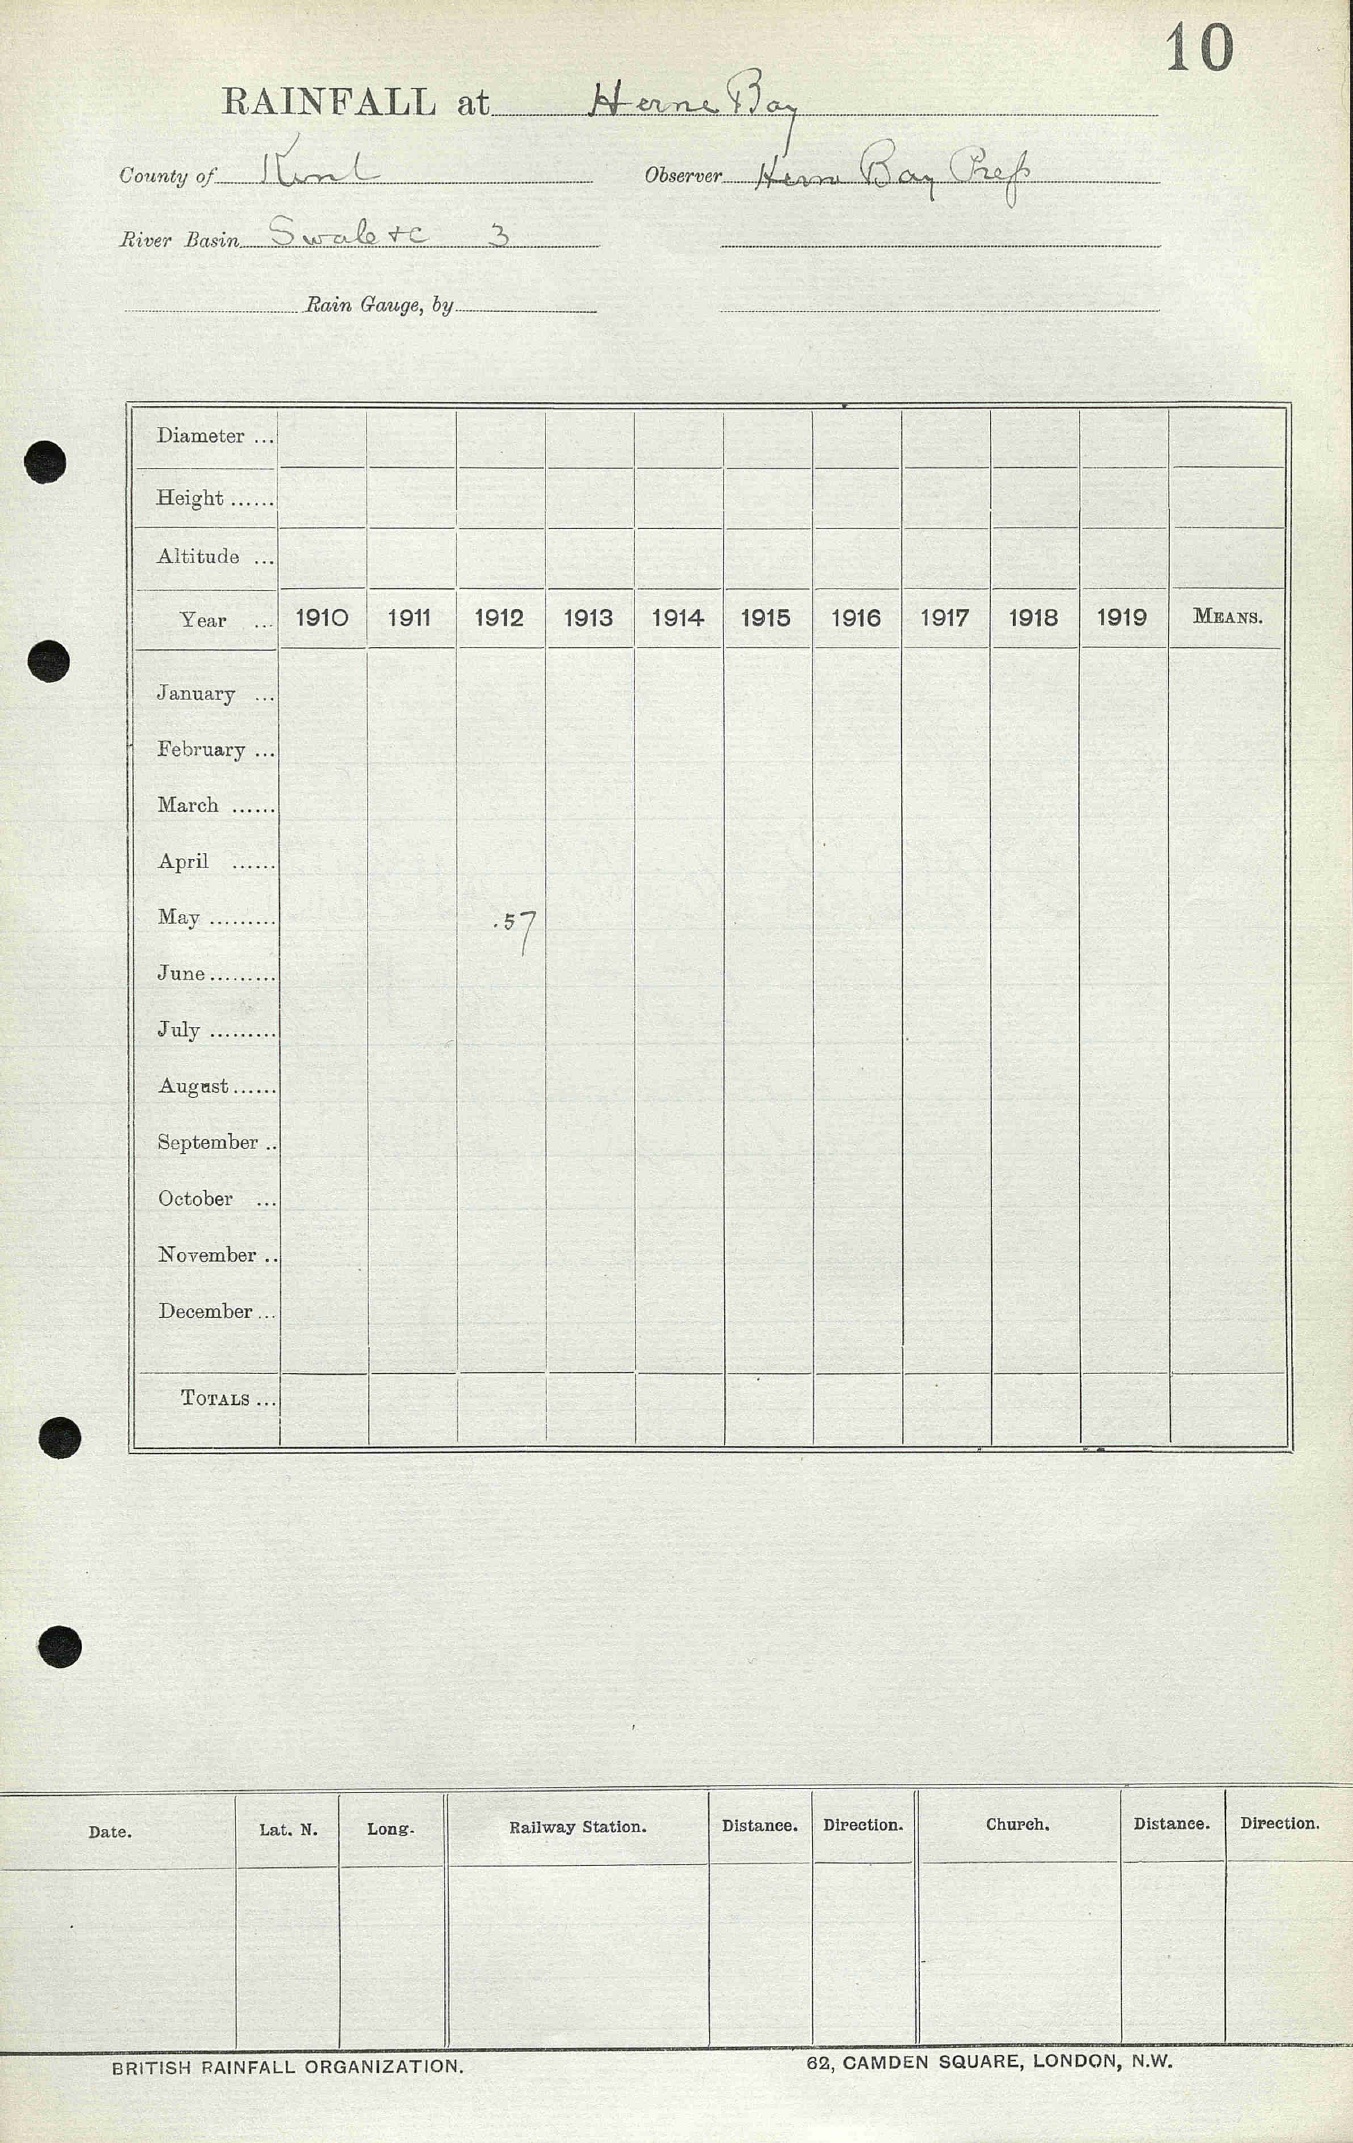 10
RAINFALL at Herne Bay
County of Kent Observer Herne Bay Press
River Basin Swale &c 3
Rain Gauge, by
Diameter ...
Height ......
Altitude ...
Year ... 1910 1911 1912 1913 1914 1915 1916 1917 1918 1919 MEANS.
January ...
February ...
March ......
April ......
May ......... .57
June .........
July .........
August ......
September ..
October ...
November ..
December ...
TOTALS ...
Date. Lat. N. Long. Railway Station. Distance. Direction. Church. Distance. Direction.
BRITISH RAINFALL ORGANIZATION. 62, CAMDEN SQUARE, LONDON, N.W.